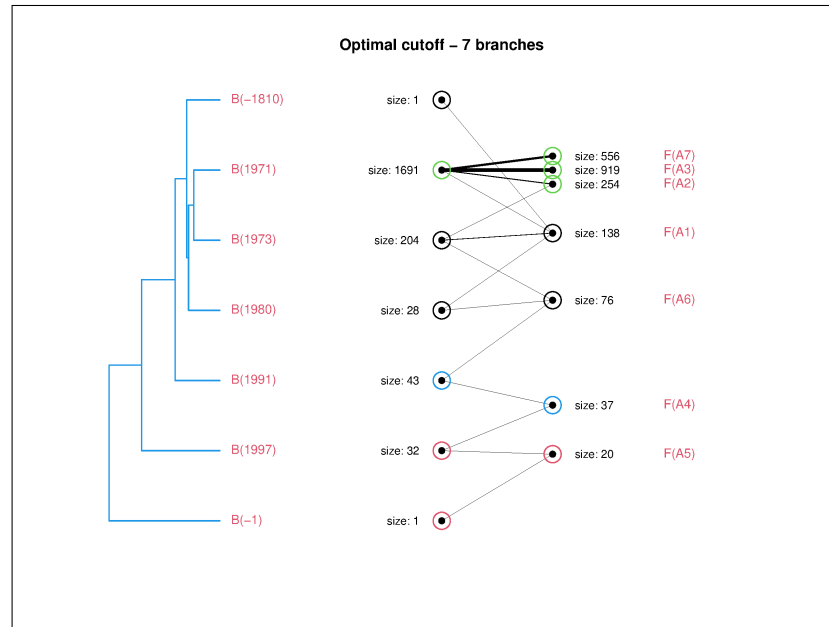 Optimal cutoff – 7 branches
B(−1810)
size: 1
size: 556
F(A7)
B(1971)
size: 1691
size: 919
F(A3)
size: 254
F(A2)
B(1973)
size: 204
size: 138
F(A1)
B(1980)
size: 28
size: 76
F(A6)
B(1991)
size: 43
size: 37
F(A4)
B(1997)
size: 32
size: 20
F(A5)
B(−1)
size: 1